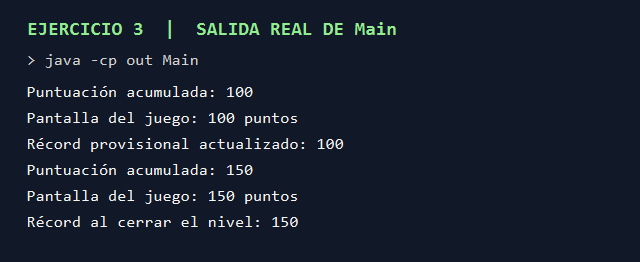 EJERCICIO 3 | SALIDA REAL DE Main
> java -cp out Main
Puntuación acumulada: 100
Pantalla del juego: 100 puntos
Récord provisional actualizado: 100
Puntuación acumulada: 150
Pantalla del juego: 150 puntos
Récord al cerrar el nivel: 150